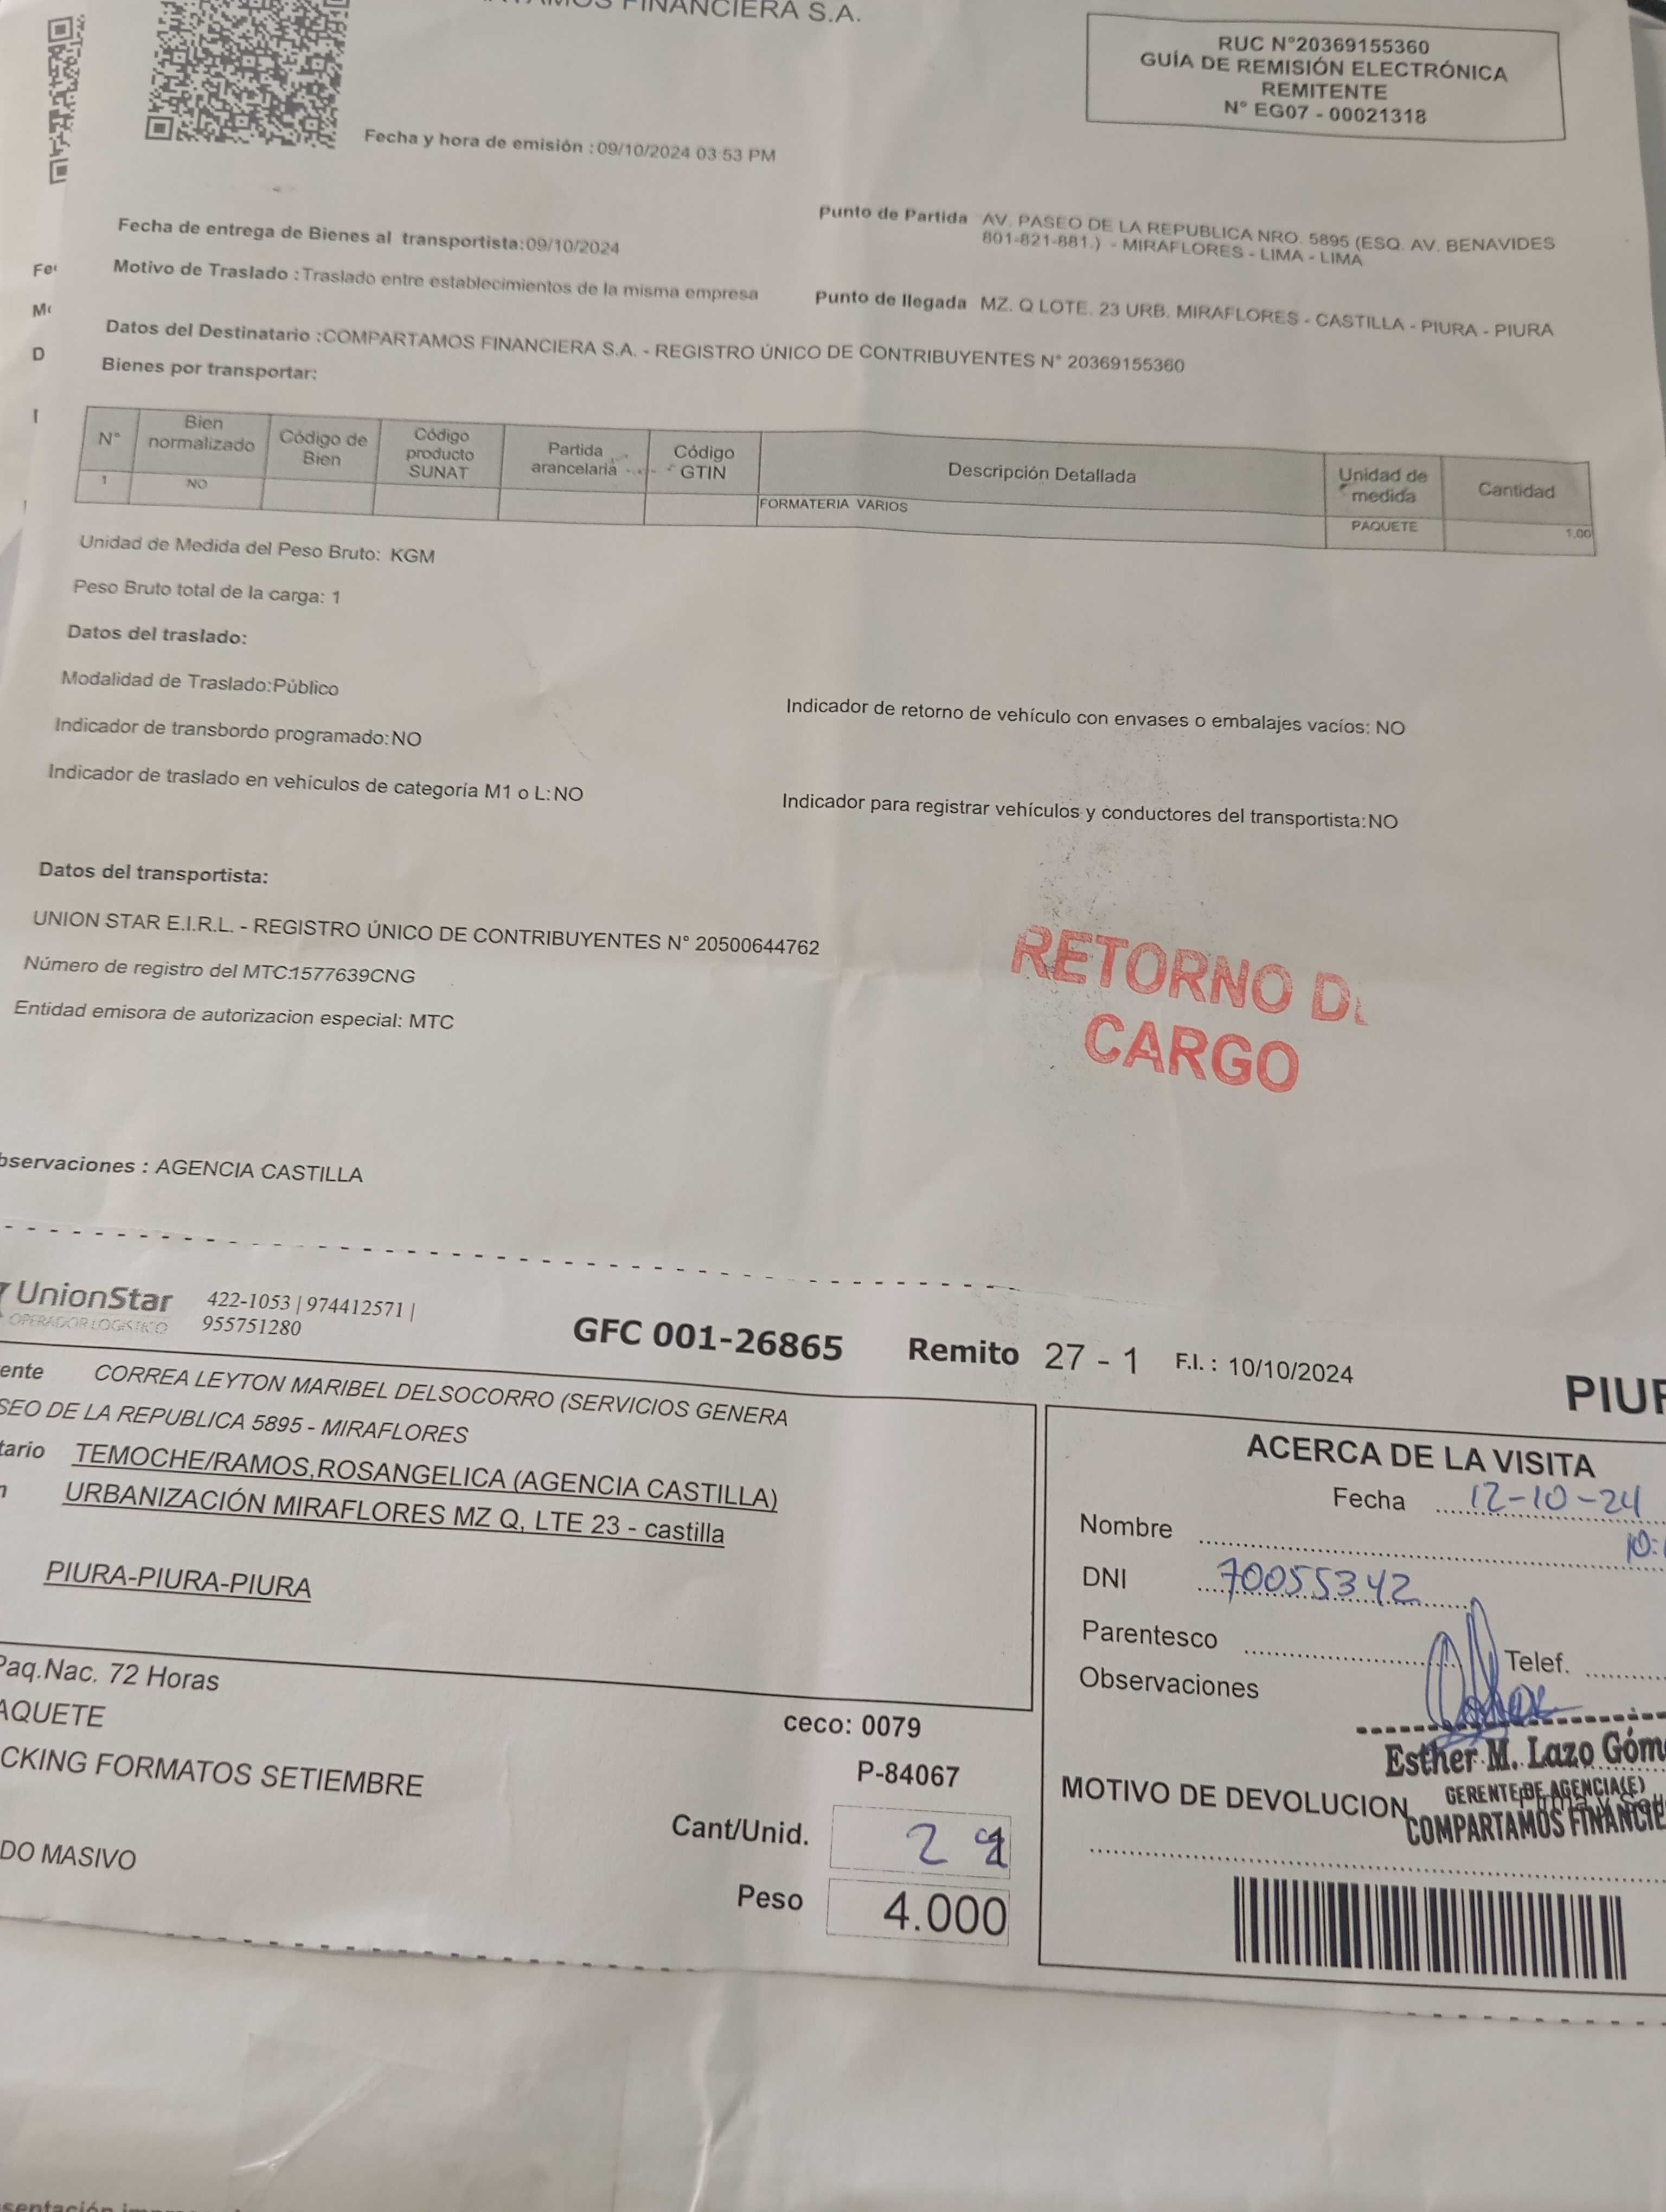 FINANCIERA S.A.
RUC N°20369155360
GUÍA DE REMISIÓN ELECTRÓNICA
REMITENTE
N° EG07 - 00021318
Fecha y hora de emisión :09/10/2024 03:53 PM
Fecha de entrega de Bienes al transportista:09/10/2024
Punto de Partida AV. PASEO DE LA REPUBLICA NRO. 5895 (ESQ. AV. BENAVIDES
801-821-881.) - MIRAFLORES - LIMA - LIMA
Motivo de Traslado :Traslado entre establecimientos de la misma empresa
Punto de llegada MZ. Q LOTE. 23 URB. MIRAFLORES - CASTILLA - PIURA - PIURA
Datos del Destinatario :COMPARTAMOS FINANCIERA S.A. - REGISTRO ÚNICO DE CONTRIBUYENTES N° 20369155360
Bienes por transportar:
N° Bien normalizado Código de Bien Código producto SUNAT Partida arancelaria Código GTIN Descripción Detallada Unidad de medida Cantidad
1 NO FORMATERIA VARIOS PAQUETE 1.00
Unidad de Medida del Peso Bruto: KGM
Peso Bruto total de la carga: 1
Datos del traslado:
Modalidad de Traslado:Público
Indicador de retorno de vehículo con envases o embalajes vacíos: NO
Indicador de transbordo programado:NO
Indicador de traslado en vehículos de categoría M1 o L:NO
Indicador para registrar vehículos y conductores del transportista:NO
Datos del transportista:
UNION STAR E.I.R.L. - REGISTRO ÚNICO DE CONTRIBUYENTES N° 20500644762
Número de registro del MTC:1577639CNG
Entidad emisora de autorizacion especial: MTC
RETORNO DE
CARGO
bservaciones : AGENCIA CASTILLA
UnionStar
OPERADOR LOGISTICO
422-1053 | 974412571 |
955751280
GFC 001-26865 Remito 27 - 1 F.I. : 10/10/2024
PIUR
ente CORREA LEYTON MARIBEL DELSOCORRO (SERVICIOS GENERA
SEO DE LA REPUBLICA 5895 - MIRAFLORES
tario TEMOCHE/RAMOS,ROSANGELICA (AGENCIA CASTILLA)
n URBANIZACIÓN MIRAFLORES MZ Q, LTE 23 - castilla
PIURA-PIURA-PIURA
Paq.Nac. 72 Horas
AQUETE
CKING FORMATOS SETIEMBRE
DO MASIVO
ceco: 0079
P-84067
Cant/Unid. 2
Peso 4.000
ACERCA DE LA VISITA
Fecha 12-10-24
Nombre
10:
DNI 70055342
Parentesco
Telef.
Observaciones
Esther M. Lazo Góm
GERENTE DE AGENCIA(E)
COMPARTAMOS FINANCIE
MOTIVO DE DEVOLUCION